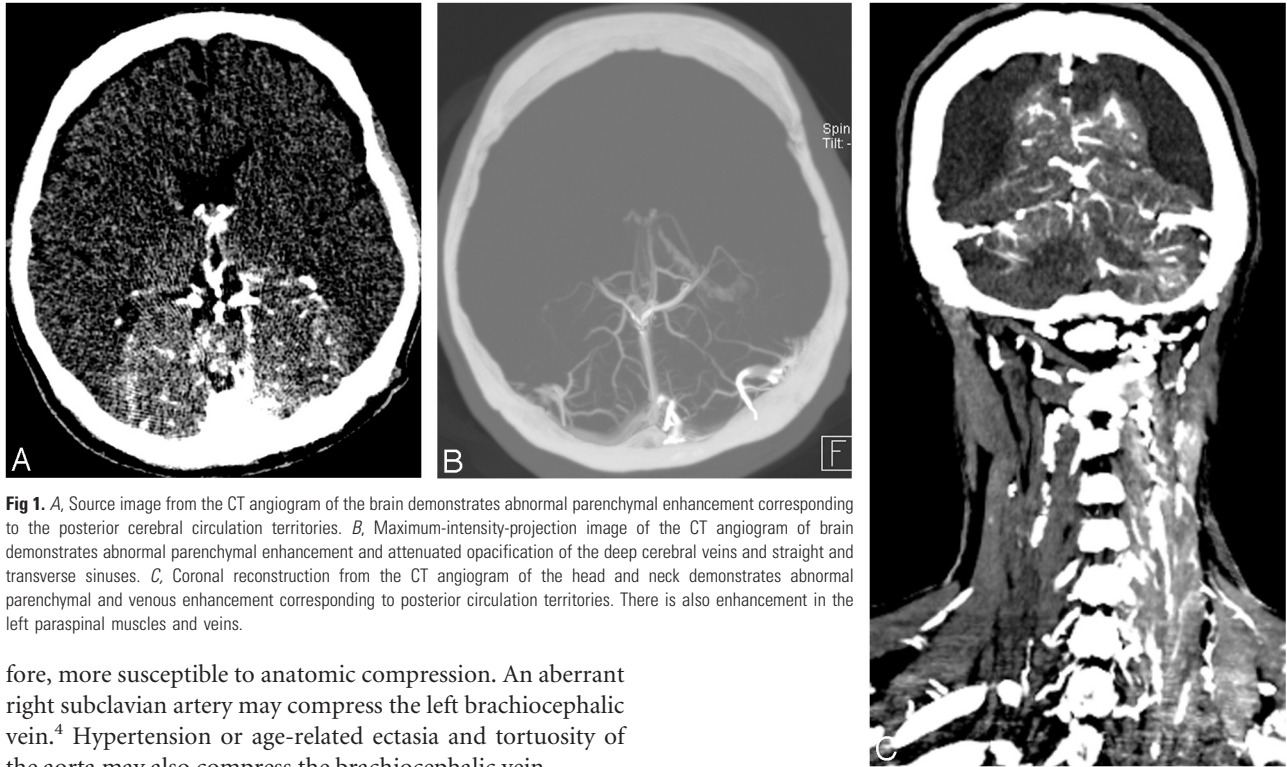 Spin
Tilt: -
A
B
F
C
Fig 1. A, Source image from the CT angiogram of the brain demonstrates abnormal parenchymal enhancement corresponding
to the posterior cerebral circulation territories. B, Maximum-intensity-projection image of the CT angiogram of brain
demonstrates abnormal parenchymal enhancement and attenuated opacification of the deep cerebral veins and straight and
transverse sinuses. C, Coronal reconstruction from the CT angiogram of the head and neck demonstrates abnormal
parenchymal and venous enhancement corresponding to posterior circulation territories. There is also enhancement in the
left paraspinal muscles and veins.
fore, more susceptible to anatomic compression. An aberrant
right subclavian artery may compress the left brachiocephalic
vein.4 Hypertension or age-related ectasia and tortuosity of
the aorta may also compress the brachiocephalic vein